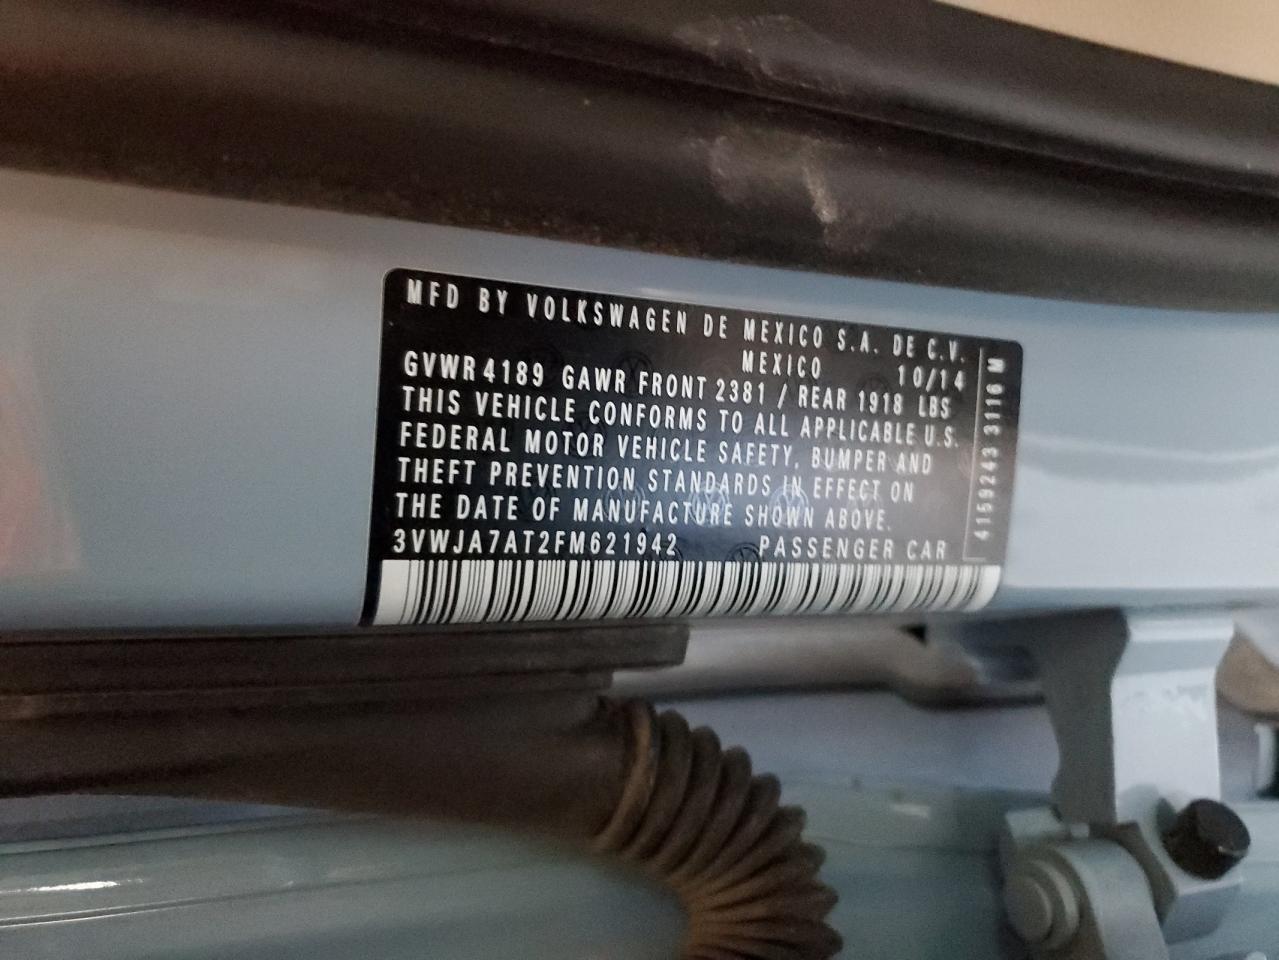 MFD BY VOLKSWAGEN DE MEXICO S.A. DE C.V.
MEXICO 10/14
GVWR 4189 GAWR FRONT 2381 / REAR 1918 LBS
THIS VEHICLE CONFORMS TO ALL APPLICABLE U.S.
FEDERAL MOTOR VEHICLE SAFETY, BUMPER AND
THEFT PREVENTION STANDARDS IN EFFECT ON
THE DATE OF MANUFACTURE SHOWN ABOVE.
3VWJA7AT2FM621942 PASSENGER CAR
4159243 3116 M